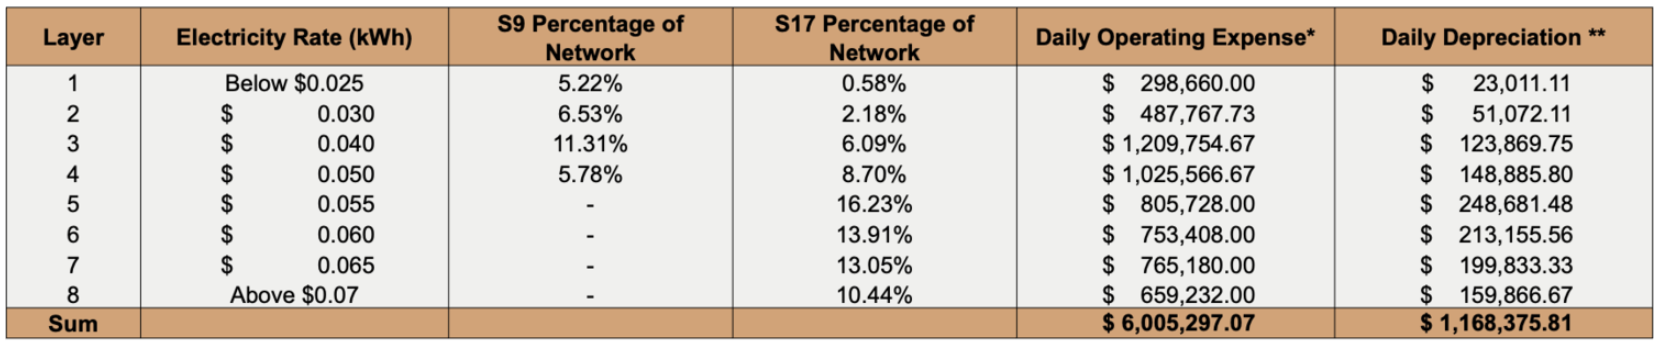 Layer Electricity Rate (kWh) S9 Percentage of Network S17 Percentage of Network Daily Operating Expense* Daily Depreciation **
1 Below $0.025 5.22% 0.58% $ 298,660.00 $ 23,011.11
2 $ 0.030 6.53% 2.18% $ 487,767.73 $ 51,072.11
3 $ 0.040 11.31% 6.09% $ 1,209,754.67 $ 123,869.75
4 $ 0.050 5.78% 8.70% $ 1,025,566.67 $ 148,885.80
5 $ 0.055 - 16.23% $ 805,728.00 $ 248,681.48
6 $ 0.060 - 13.91% $ 753,408.00 $ 213,155.56
7 $ 0.065 - 13.05% $ 765,180.00 $ 199,833.33
8 Above $0.07 - 10.44% $ 659,232.00 $ 159,866.67
Sum $ 6,005,297.07 $ 1,168,375.81